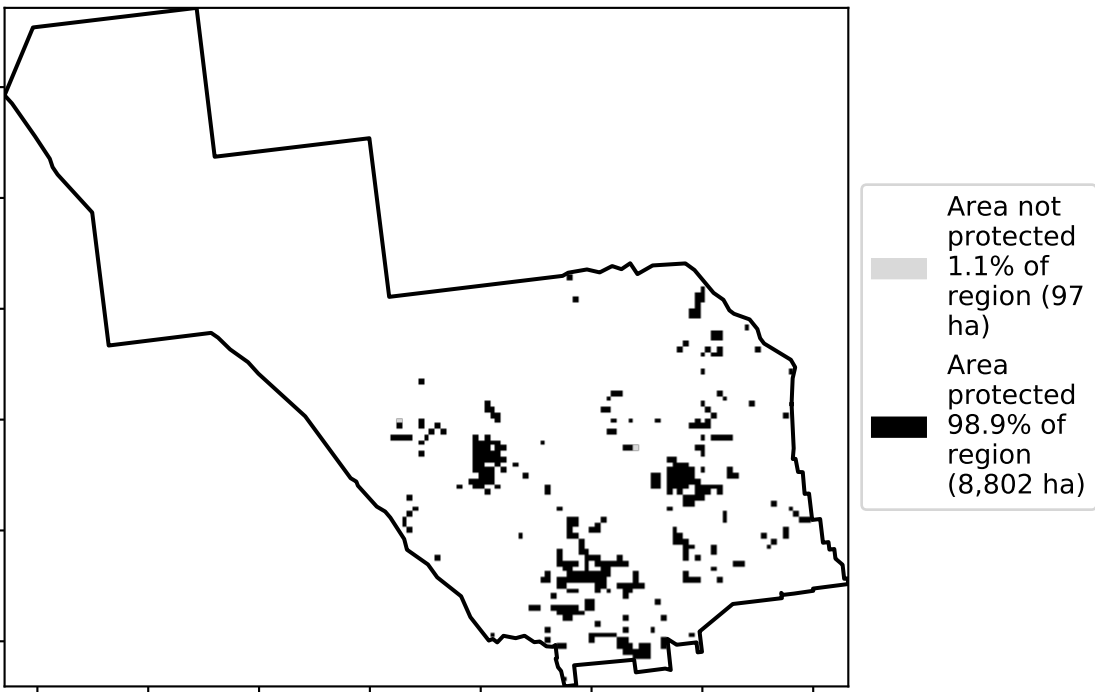 Area not
protected
1.1% of
region (97
ha)
Area
protected
98.9% of
region
(8,802 ha)